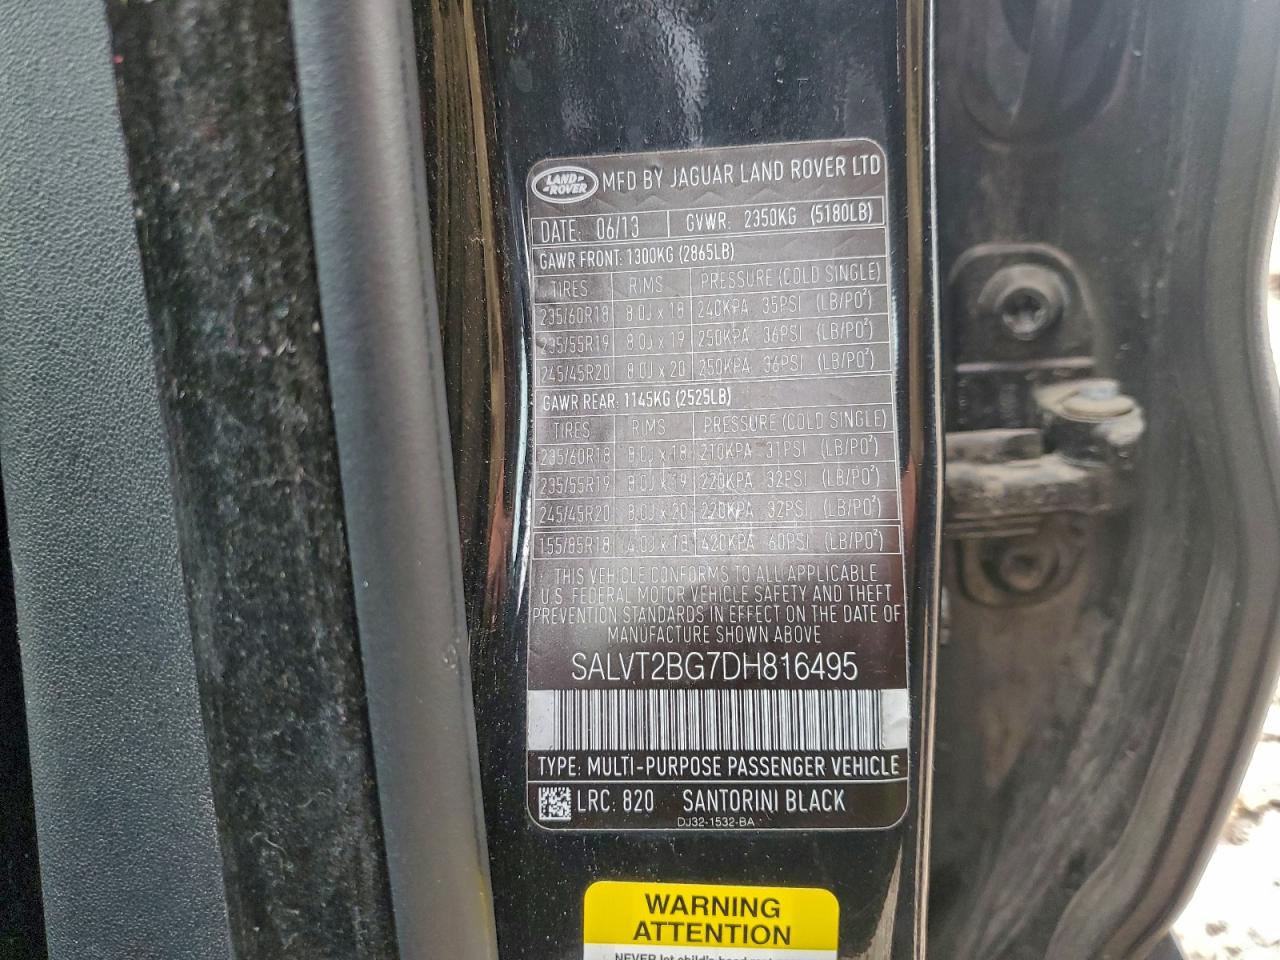 LAND-ROVER MFD BY JAGUAR LAND ROVER LTD
DATE: 06/13 GVWR: 2350KG (5180LB)
GAWR FRONT: 1300KG (2865LB)
TIRES RIMS PRESSURE (COLD SINGLE)
235/60R18 8.0J x 18 240KPA 35PSI (LB/PO²)
235/55R19 8.0J x 19 250KPA 36PSI (LB/PO²)
245/45R20 8.0J x 20 250KPA 36PSI (LB/PO²)
GAWR REAR: 1145KG (2525LB)
TIRES RIMS PRESSURE (COLD SINGLE)
235/60R18 8.0J x 18 210KPA 31PSI (LB/PO²)
235/55R19 8.0J x 19 220KPA 32PSI (LB/PO²)
245/45R20 8.0J x 20 220KPA 32PSI (LB/PO²)
155/85R18 4.0J x 18 420KPA 60PSI (LB/PO²)
THIS VEHICLE CONFORMS TO ALL APPLICABLE
U.S. FEDERAL MOTOR VEHICLE SAFETY AND THEFT
PREVENTION STANDARDS IN EFFECT ON THE DATE OF
MANUFACTURE SHOWN ABOVE
SALVT2BG7DH816495
TYPE: MULTI-PURPOSE PASSENGER VEHICLE
LRC: 820 SANTORINI BLACK
DJ32-1532-BA
WARNING
ATTENTION
NEVER let child's head rest